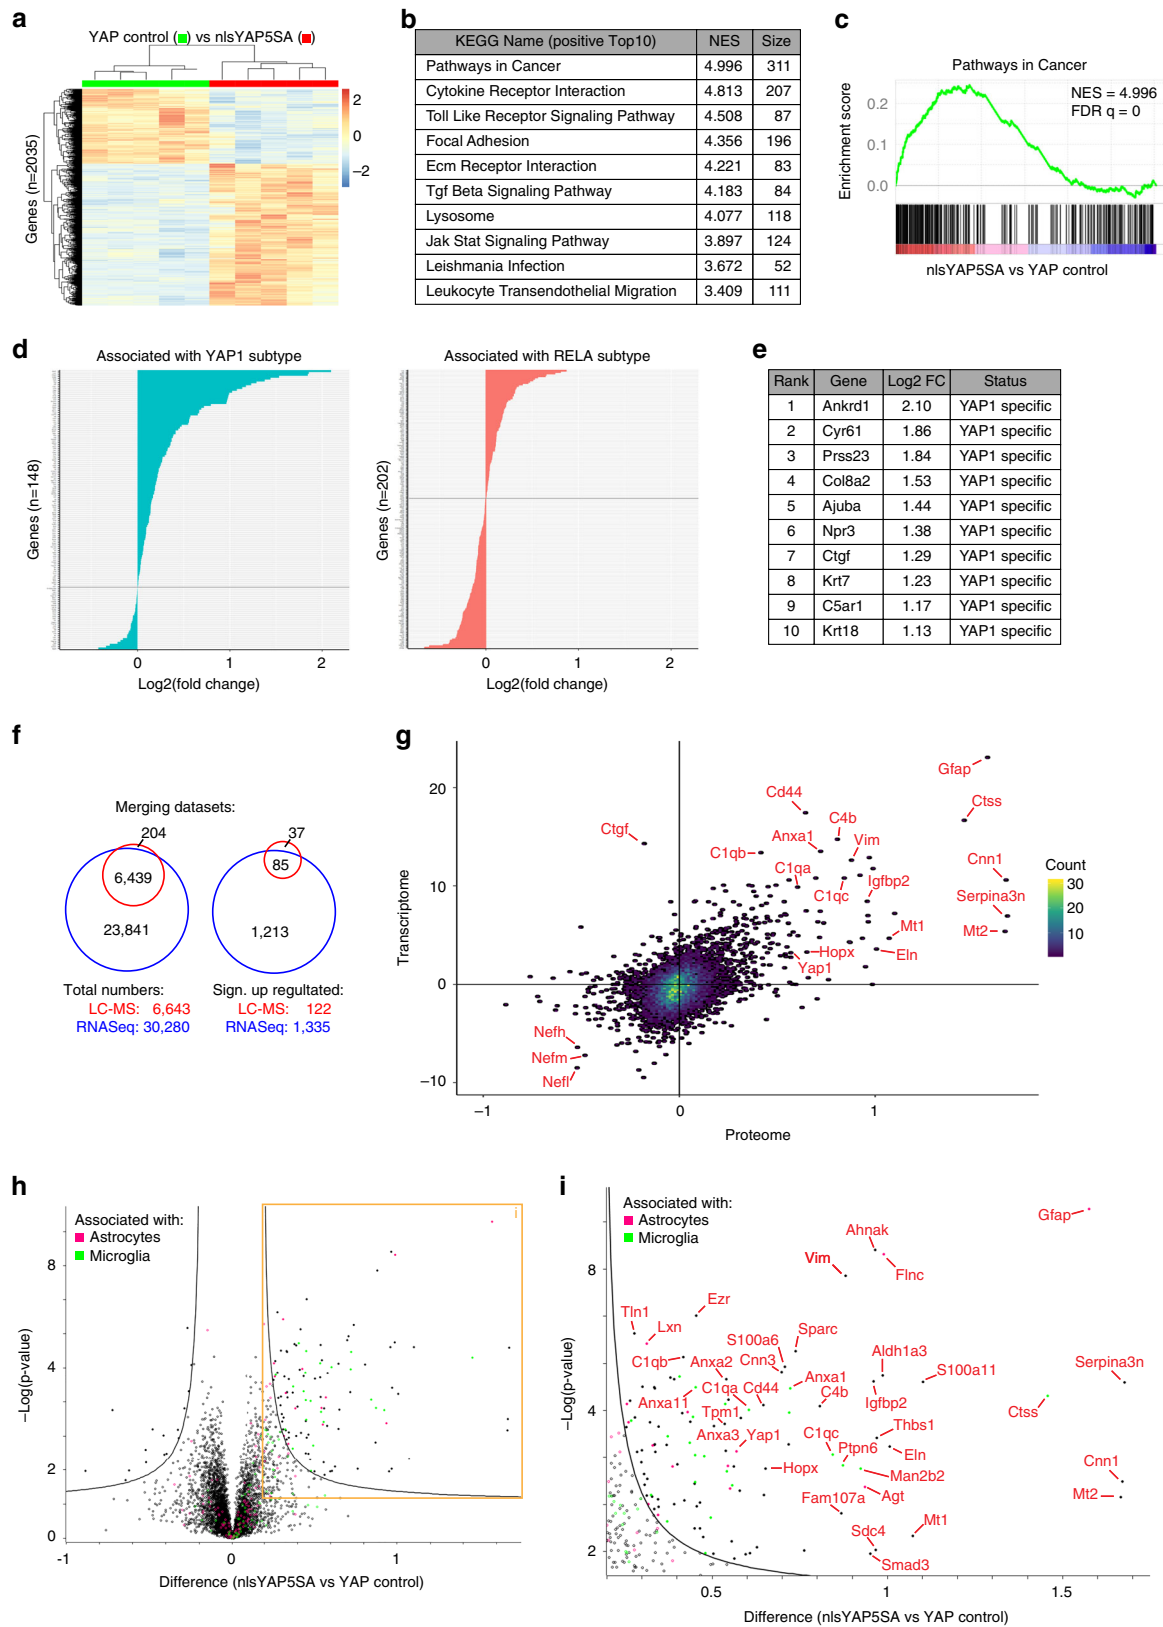 a
YAP control (■) vs nlsYAP5SA (■)
Genes (n=2035)
2
0
−2
b
KEGG Name (positive Top10) NES Size
Pathways in Cancer 4.996 311
Cytokine Receptor Interaction 4.813 207
Toll Like Receptor Signaling Pathway 4.508 87
Focal Adhesion 4.356 196
Ecm Receptor Interaction 4.221 83
Tgf Beta Signaling Pathway 4.183 84
Lysosome 4.077 118
Jak Stat Signaling Pathway 3.897 124
Leishmania Infection 3.672 52
Leukocyte Transendothelial Migration 3.409 111
c
Pathways in Cancer
NES = 4.996
FDR q = 0
Enrichment score
0.2
0.1
0.0
nlsYAP5SA vs YAP control
d
Associated with YAP1 subtype
Genes (n=148)
0 1 2
Log2(fold change)
Associated with RELA subtype
Genes (n=202)
0 1 2
Log2(fold change)
e
Rank Gene Log2 FC Status
1 Ankrd1 2.10 YAP1 specific
2 Cyr61 1.86 YAP1 specific
3 Prss23 1.84 YAP1 specific
4 Col8a2 1.53 YAP1 specific
5 Ajuba 1.44 YAP1 specific
6 Npr3 1.38 YAP1 specific
7 Ctgf 1.29 YAP1 specific
8 Krt7 1.23 YAP1 specific
9 C5ar1 1.17 YAP1 specific
10 Krt18 1.13 YAP1 specific
f
Merging datasets:
204
6,439
23,841
37
85
1,213
Total numbers:
LC-MS: 6,643
RNASeq: 30,280
Sign. up regultated:
LC-MS: 122
RNASeq: 1,335
g
Transcriptome
20
10
0
−10
−1 0 1
Proteome
Gfap
Cd44
Ctss
Ctgf
C4b
Anxa1
Vim
C1qb
C1qa
Cnn1
Igfbp2
C1qc
Serpina3n
Mt1
Mt2
Hopx
Eln
Yap1
Nefh
Nefm
Nefl
Count
30
20
10
h
Associated with:
Astrocytes
Microglia
i
−Log(p-value)
8
4
2
0
-1 0 1
Difference (nlsYAP5SA vs YAP control)
i
Associated with:
Astrocytes
Microglia
−Log(p-value)
8
4
2
0.5 1 1.5
Difference (nlsYAP5SA vs YAP control)
Gfap
Ahnak
Vim
Flnc
Ezr
Tln1
Lxn
Sparc
S100a6
Aldh1a3
C1qb
Anxa2
Cnn3
S100a11
Serpina3n
Anxa1
C1qa
Cd44
C4b
Anxa11
Igfbp2
Ctss
Tpm1
Thbs1
Anxa3
Yap1
C1qc
Ptpn6
Eln
Cnn1
Hopx
Man2b2
Agt
Mt2
Fam107a
Mt1
Sdc4
Smad3